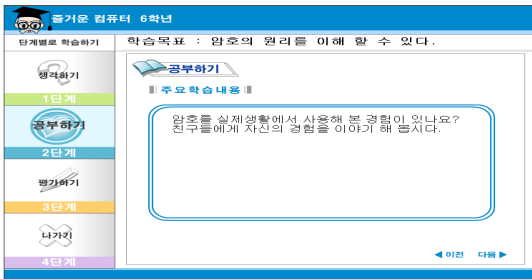 즐거운 컴퓨터 6학년
단계별로 학습하기
학습목표 : 암호의 원리를 이해 할 수 있다.
생각하기
1단계
공부하기
2단계
평가하기
3단계
나가기
4단계
공부하기
주요학습내용
암호를 실제생활에서 사용해 본 경험이 있나요?
친구들에게 자신의 경험을 이야기 해 봅시다.
◀이전 다음▶